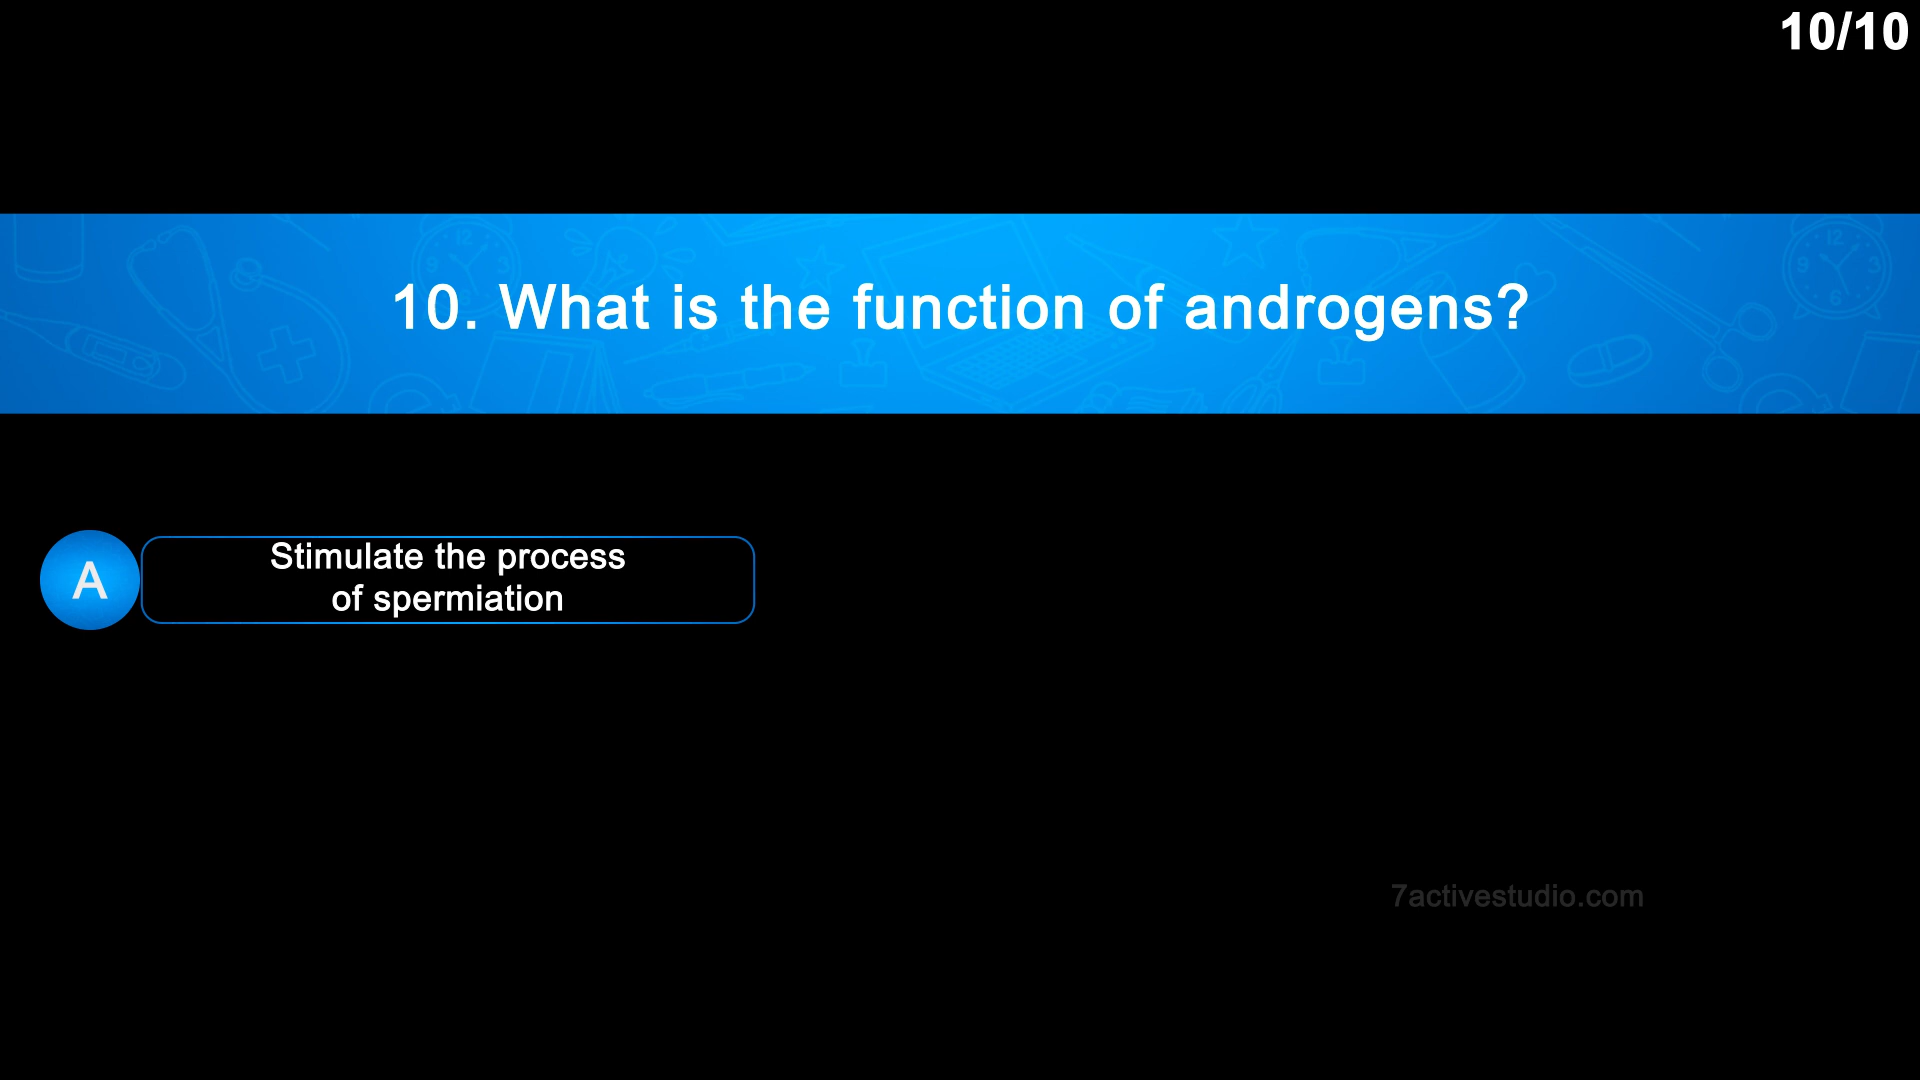 10/10
10. What is the function of androgens?
A
Stimulate the process
of spermiation
7activestudio.com